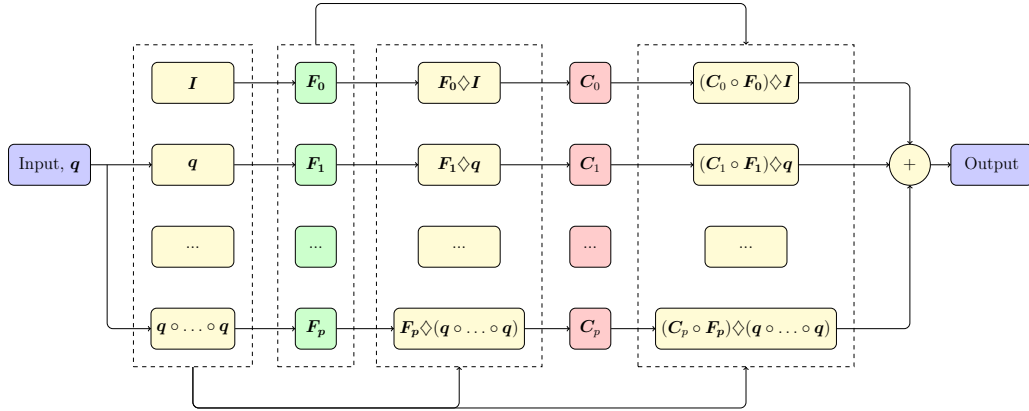 I
F₀
F₀◇I
C₀
(C₀ ∘ F₀)◇I
Input, q
q
F₁
F₁◇q
C₁
(C₁ ∘ F₁)◇q
+
Output
...
...
...
...
...
q ∘ … ∘ q
Fₚ
Fₚ◇(q ∘ … ∘ q)
Cₚ
(Cₚ ∘ Fₚ)◇(q ∘ … ∘ q)